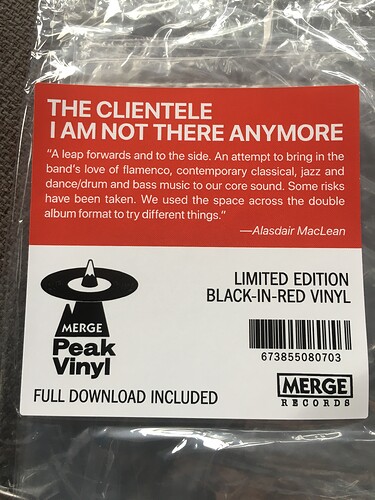 THE CLIENTELE
I AM NOT THERE ANYMORE
“A leap forwards and to the side. An attempt to bring in the
band’s love of flamenco, contemporary classical, jazz and
dance/drum and bass music to our core sound. Some risks
have been taken. We used the space across the double
album format to try different things.”
—Alasdair MacLean
MERGE
Peak
Vinyl
LIMITED EDITION
BLACK-IN-RED VINYL
673855080703
FULL DOWNLOAD INCLUDED
MERGE
RECORDS